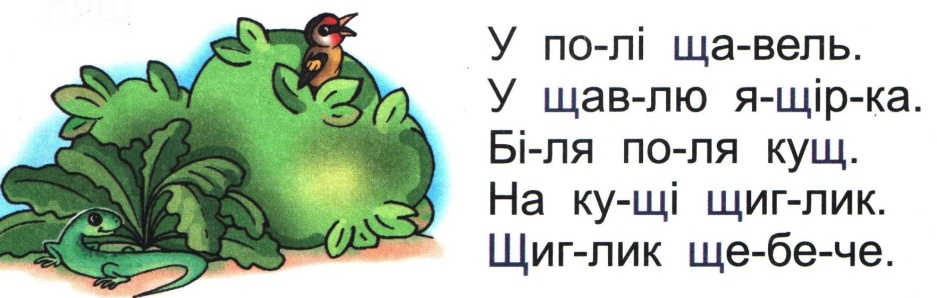 У по-лі ща-вель.
У щав-лю я-щір-ка.
Бі-ля по-ля кущ.
На ку-щі щиг-лик.
Щиг-лик ще-бе-че.